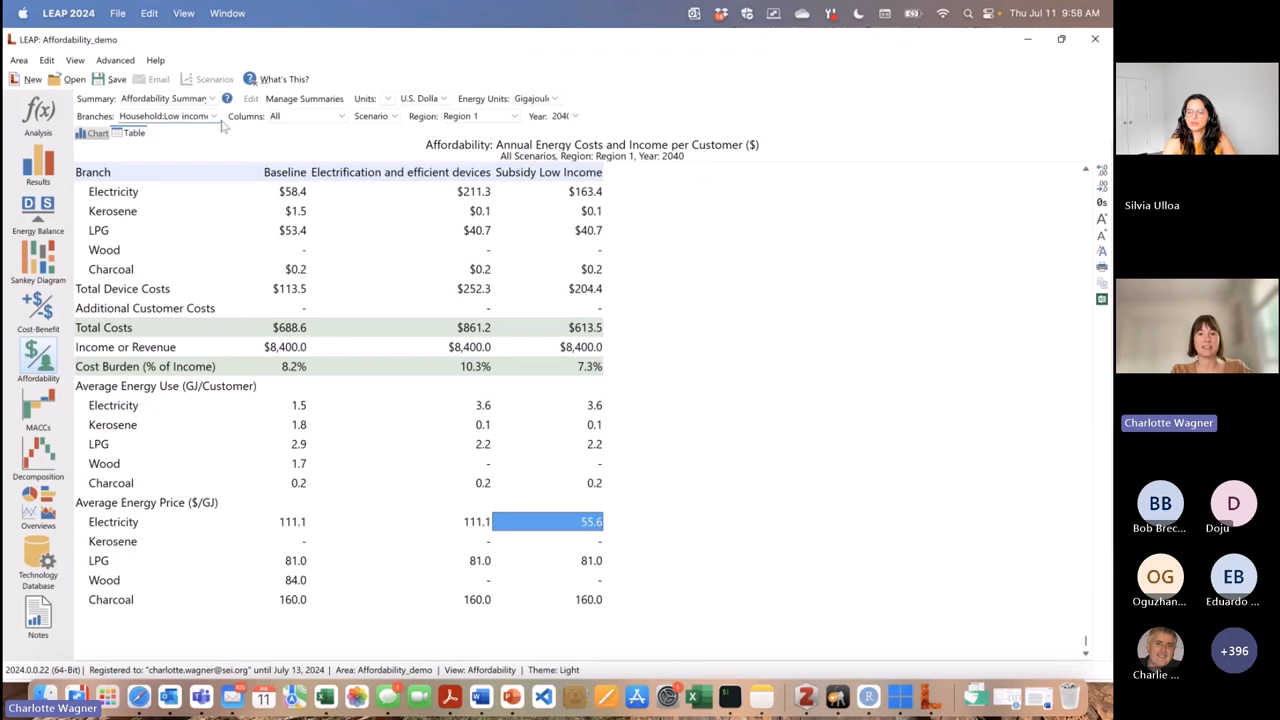 LEAP 2024 File Edit View Window Thu Jul 11 9:58 AM
LEAP: Affordability_demo
Area Edit View Advanced Help
New Open Save Email Scenarios What's This?
Summary: Affordability Summary Edit Manage Summaries Units: U.S. Dolla Energy Units: Gigajoule
Branches: Household:Low income Columns: All Scenario Region: Region 1 Year: 2040
Chart Table
Affordability: Annual Energy Costs and Income per Customer ($)
All Scenarios, Region: Region 1, Year: 2040
Branch Baseline Electrification and efficient devices Subsidy Low Income
Electricity $58.4 $211.3 $163.4
Kerosene $1.5 $0.1 $0.1
LPG $53.4 $40.7 $40.7
Wood - - -
Charcoal $0.2 $0.2 $0.2
Total Device Costs $113.5 $252.3 $204.4
Additional Customer Costs - - -
Total Costs $688.6 $861.2 $613.5
Income or Revenue $8,400.0 $8,400.0 $8,400.0
Cost Burden (% of Income) 8.2% 10.3% 7.3%
Average Energy Use (GJ/Customer)
Electricity 1.5 3.6 3.6
Kerosene 1.8 0.1 0.1
LPG 2.9 2.2 2.2
Wood 1.7 - -
Charcoal 0.2 0.2 0.2
Average Energy Price ($/GJ)
Electricity 111.1 111.1 55.6
Kerosene - - -
LPG 81.0 81.0 81.0
Wood 84.0 - -
Charcoal 160.0 160.0 160.0
f(x)
Analysis
Results
D S
Energy Balance
Sankey Diagram
Cost-Benefit
Affordability
MACCs
Decomposition
Overviews
Technology
Database
Notes
2024.0.0.22 (64-Bit) Registered to: "charlotte.wagner@sei.org" until July 13, 2024 Area: Affordability_demo View: Affordability Theme: Light
Charlotte Wagner
Silvia Ulloa
Charlotte Wagner
BB D
Bob Brec... Doju
OG EB
Oguzhan... Eduardo ...
+396
Charlie ...